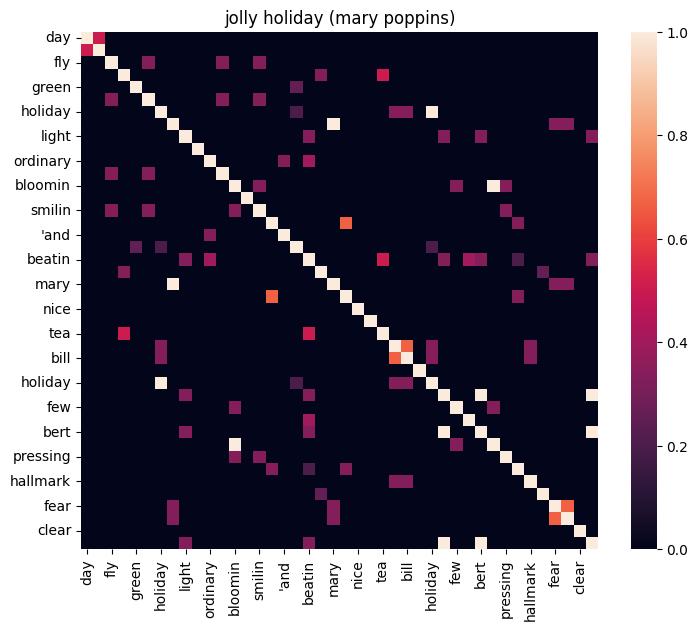 jolly holiday (mary poppins)
day
fly
green
holiday
light
ordinary
bloomin
smilin
'and
beatin
mary
nice
tea
bill
holiday
few
bert
pressing
hallmark
fear
clear
1.0
0.8
0.6
0.4
0.2
0.0
day
fly
green
holiday
light
ordinary
bloomin
smilin
'and
beatin
mary
nice
tea
bill
holiday
few
bert
pressing
hallmark
fear
clear